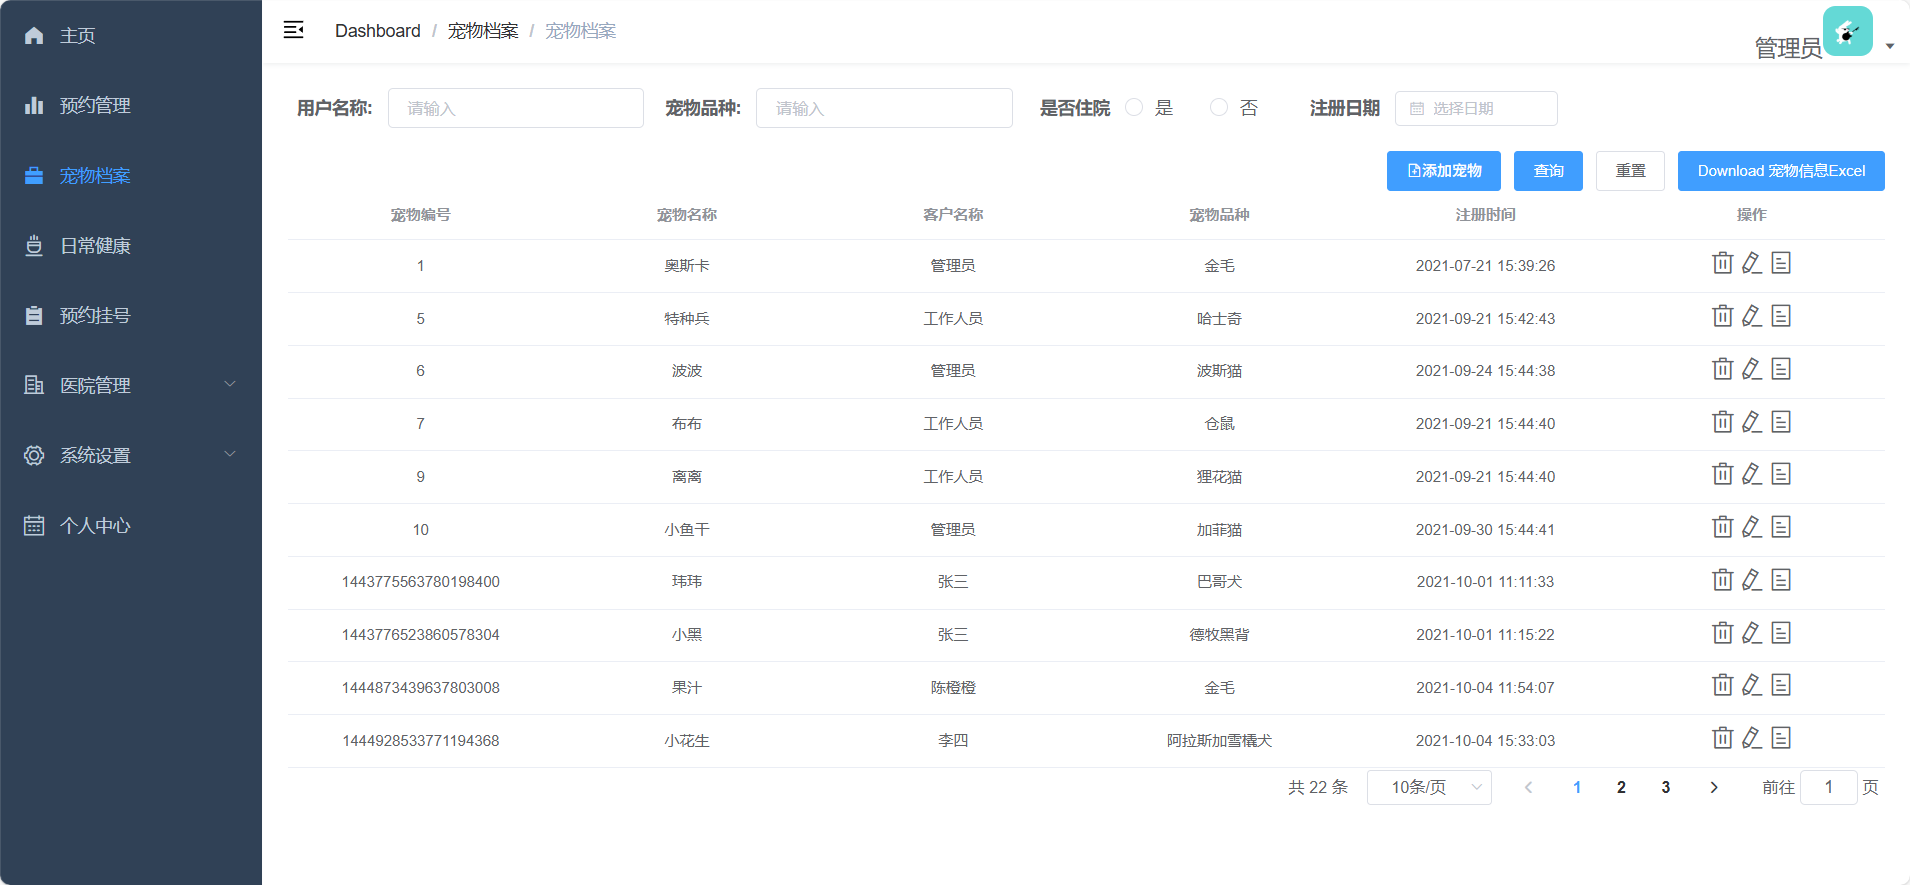 主页
预约管理
宠物档案
日常健康
预约挂号
医院管理
系统设置
个人中心
Dashboard / 宠物档案 / 宠物档案
管理员
用户名称: 请输入 宠物品种: 请输入 是否住院 是 否 注册日期 选择日期
添加宠物 查询 重置 Download 宠物信息Excel
宠物编号 宠物名称 客户名称 宠物品种 注册时间 操作
1 奥斯卡 管理员 金毛 2021-07-21 15:39:26
5 特种兵 工作人员 哈士奇 2021-09-21 15:42:43
6 波波 管理员 波斯猫 2021-09-24 15:44:38
7 布布 工作人员 仓鼠 2021-09-21 15:44:40
9 离离 工作人员 狸花猫 2021-09-21 15:44:40
10 小鱼干 管理员 加菲猫 2021-09-30 15:44:41
1443775563780198400 玮玮 张三 巴哥犬 2021-10-01 11:11:33
1443776523860578304 小黑 张三 德牧黑背 2021-10-01 11:15:22
1444873439637803008 果汁 陈橙橙 金毛 2021-10-04 11:54:07
1444928533771194368 小花生 李四 阿拉斯加雪橇犬 2021-10-04 15:33:03
共 22 条 10条/页 1 2 3 前往 1 页